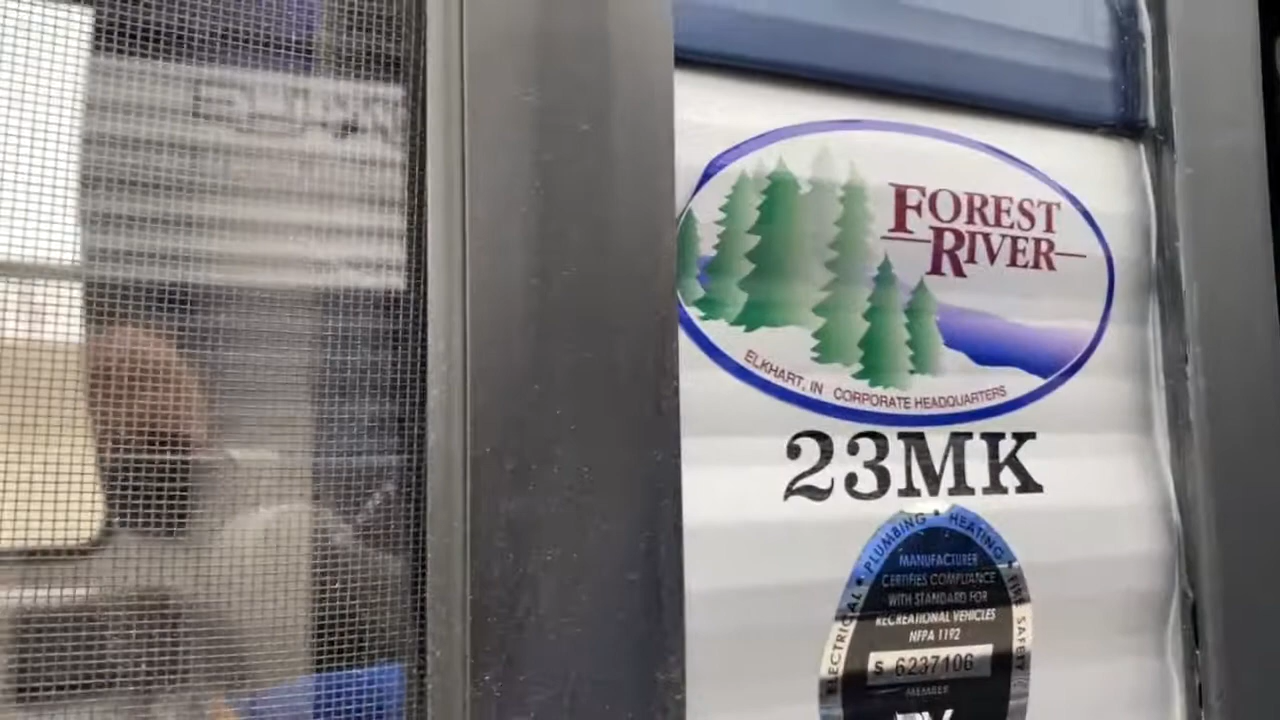 FOREST
RIVER
ELKHART, IN CORPORATE HEADQUARTERS
23MK
ELECTRICAL • PLUMBING • HEATING • FIRE SAFETY
MANUFACTURER
CERTIFIES COMPLIANCE
WITH STANDARD FOR
RECREATIONAL VEHICLES
NFPA 1192
S 6237106
MEMBER